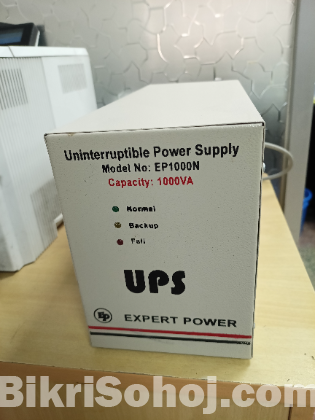 Uninterruptible Power Supply
Model No: EP1000N
Capacity: 1000VA
Normal
Backup
Fail
UPS
EP EXPERT POWER
BikriSohoj.com